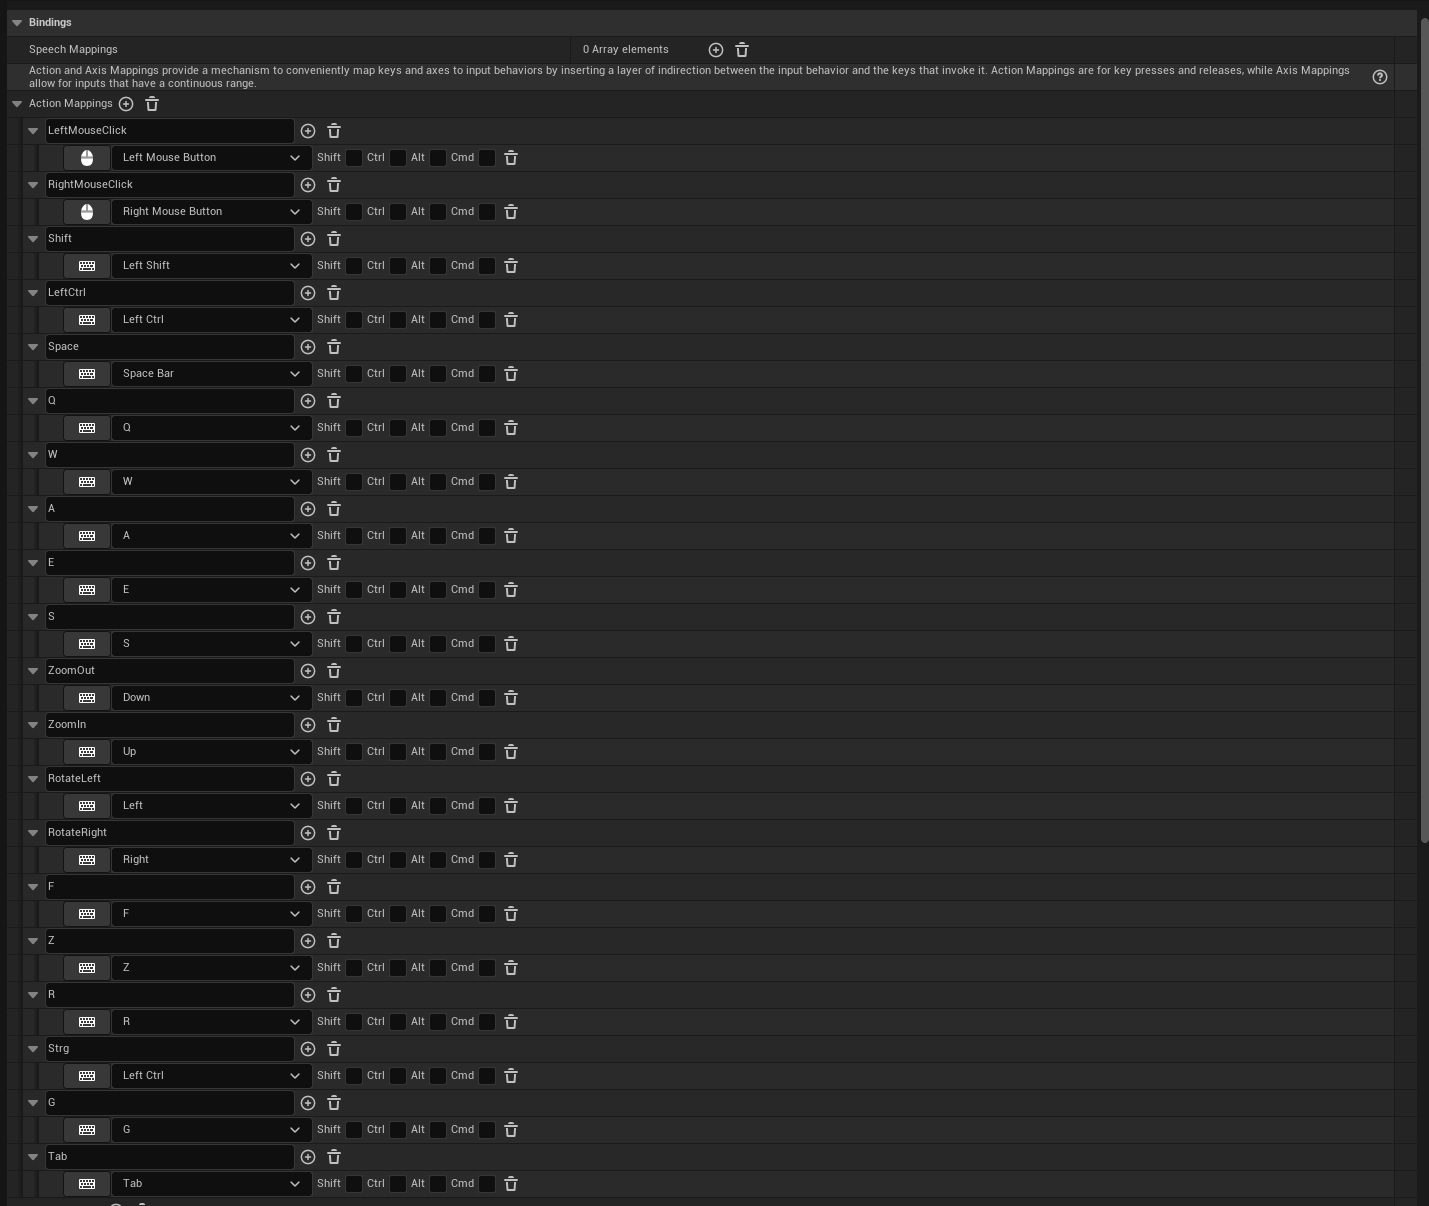 Bindings
Speech Mappings 0 Array elements
Action and Axis Mappings provide a mechanism to conveniently map keys and axes to input behaviors by inserting a layer of indirection between the input behavior and the keys that invoke it. Action Mappings are for key presses and releases, while Axis Mappings
allow for inputs that have a continuous range.
Action Mappings
LeftMouseClick
Left Mouse Button Shift Ctrl Alt Cmd
RightMouseClick
Right Mouse Button Shift Ctrl Alt Cmd
Shift
Left Shift Shift Ctrl Alt Cmd
LeftCtrl
Left Ctrl Shift Ctrl Alt Cmd
Space
Space Bar Shift Ctrl Alt Cmd
Q
Q Shift Ctrl Alt Cmd
W
W Shift Ctrl Alt Cmd
A
A Shift Ctrl Alt Cmd
E
E Shift Ctrl Alt Cmd
S
S Shift Ctrl Alt Cmd
ZoomOut
Down Shift Ctrl Alt Cmd
ZoomIn
Up Shift Ctrl Alt Cmd
RotateLeft
Left Shift Ctrl Alt Cmd
RotateRight
Right Shift Ctrl Alt Cmd
F
F Shift Ctrl Alt Cmd
Z
Z Shift Ctrl Alt Cmd
R
R Shift Ctrl Alt Cmd
Strg
Left Ctrl Shift Ctrl Alt Cmd
G
G Shift Ctrl Alt Cmd
Tab
Tab Shift Ctrl Alt Cmd